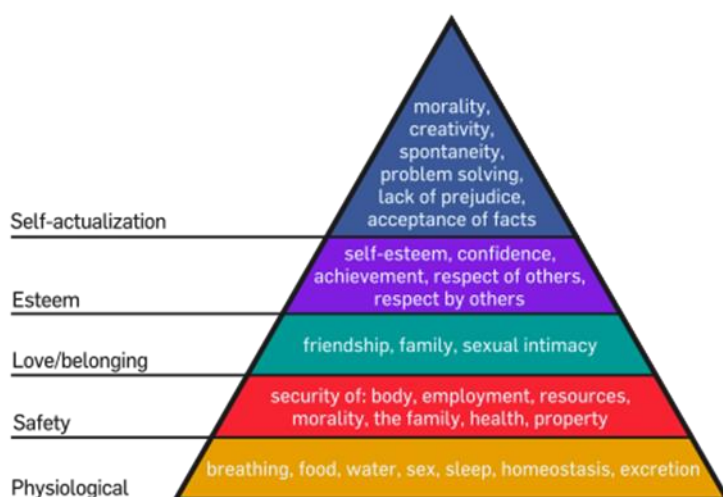 morality,
creativity,
spontaneity,
problem solving,
lack of prejudice,
acceptance of facts
Self-actualization
self-esteem, confidence,
achievement, respect of others,
respect by others
Esteem
friendship, family, sexual intimacy
Love/belonging
security of: body, employment, resources,
morality, the family, health, property
Safety
breathing, food, water, sex, sleep, homeostasis, excretion
Physiological